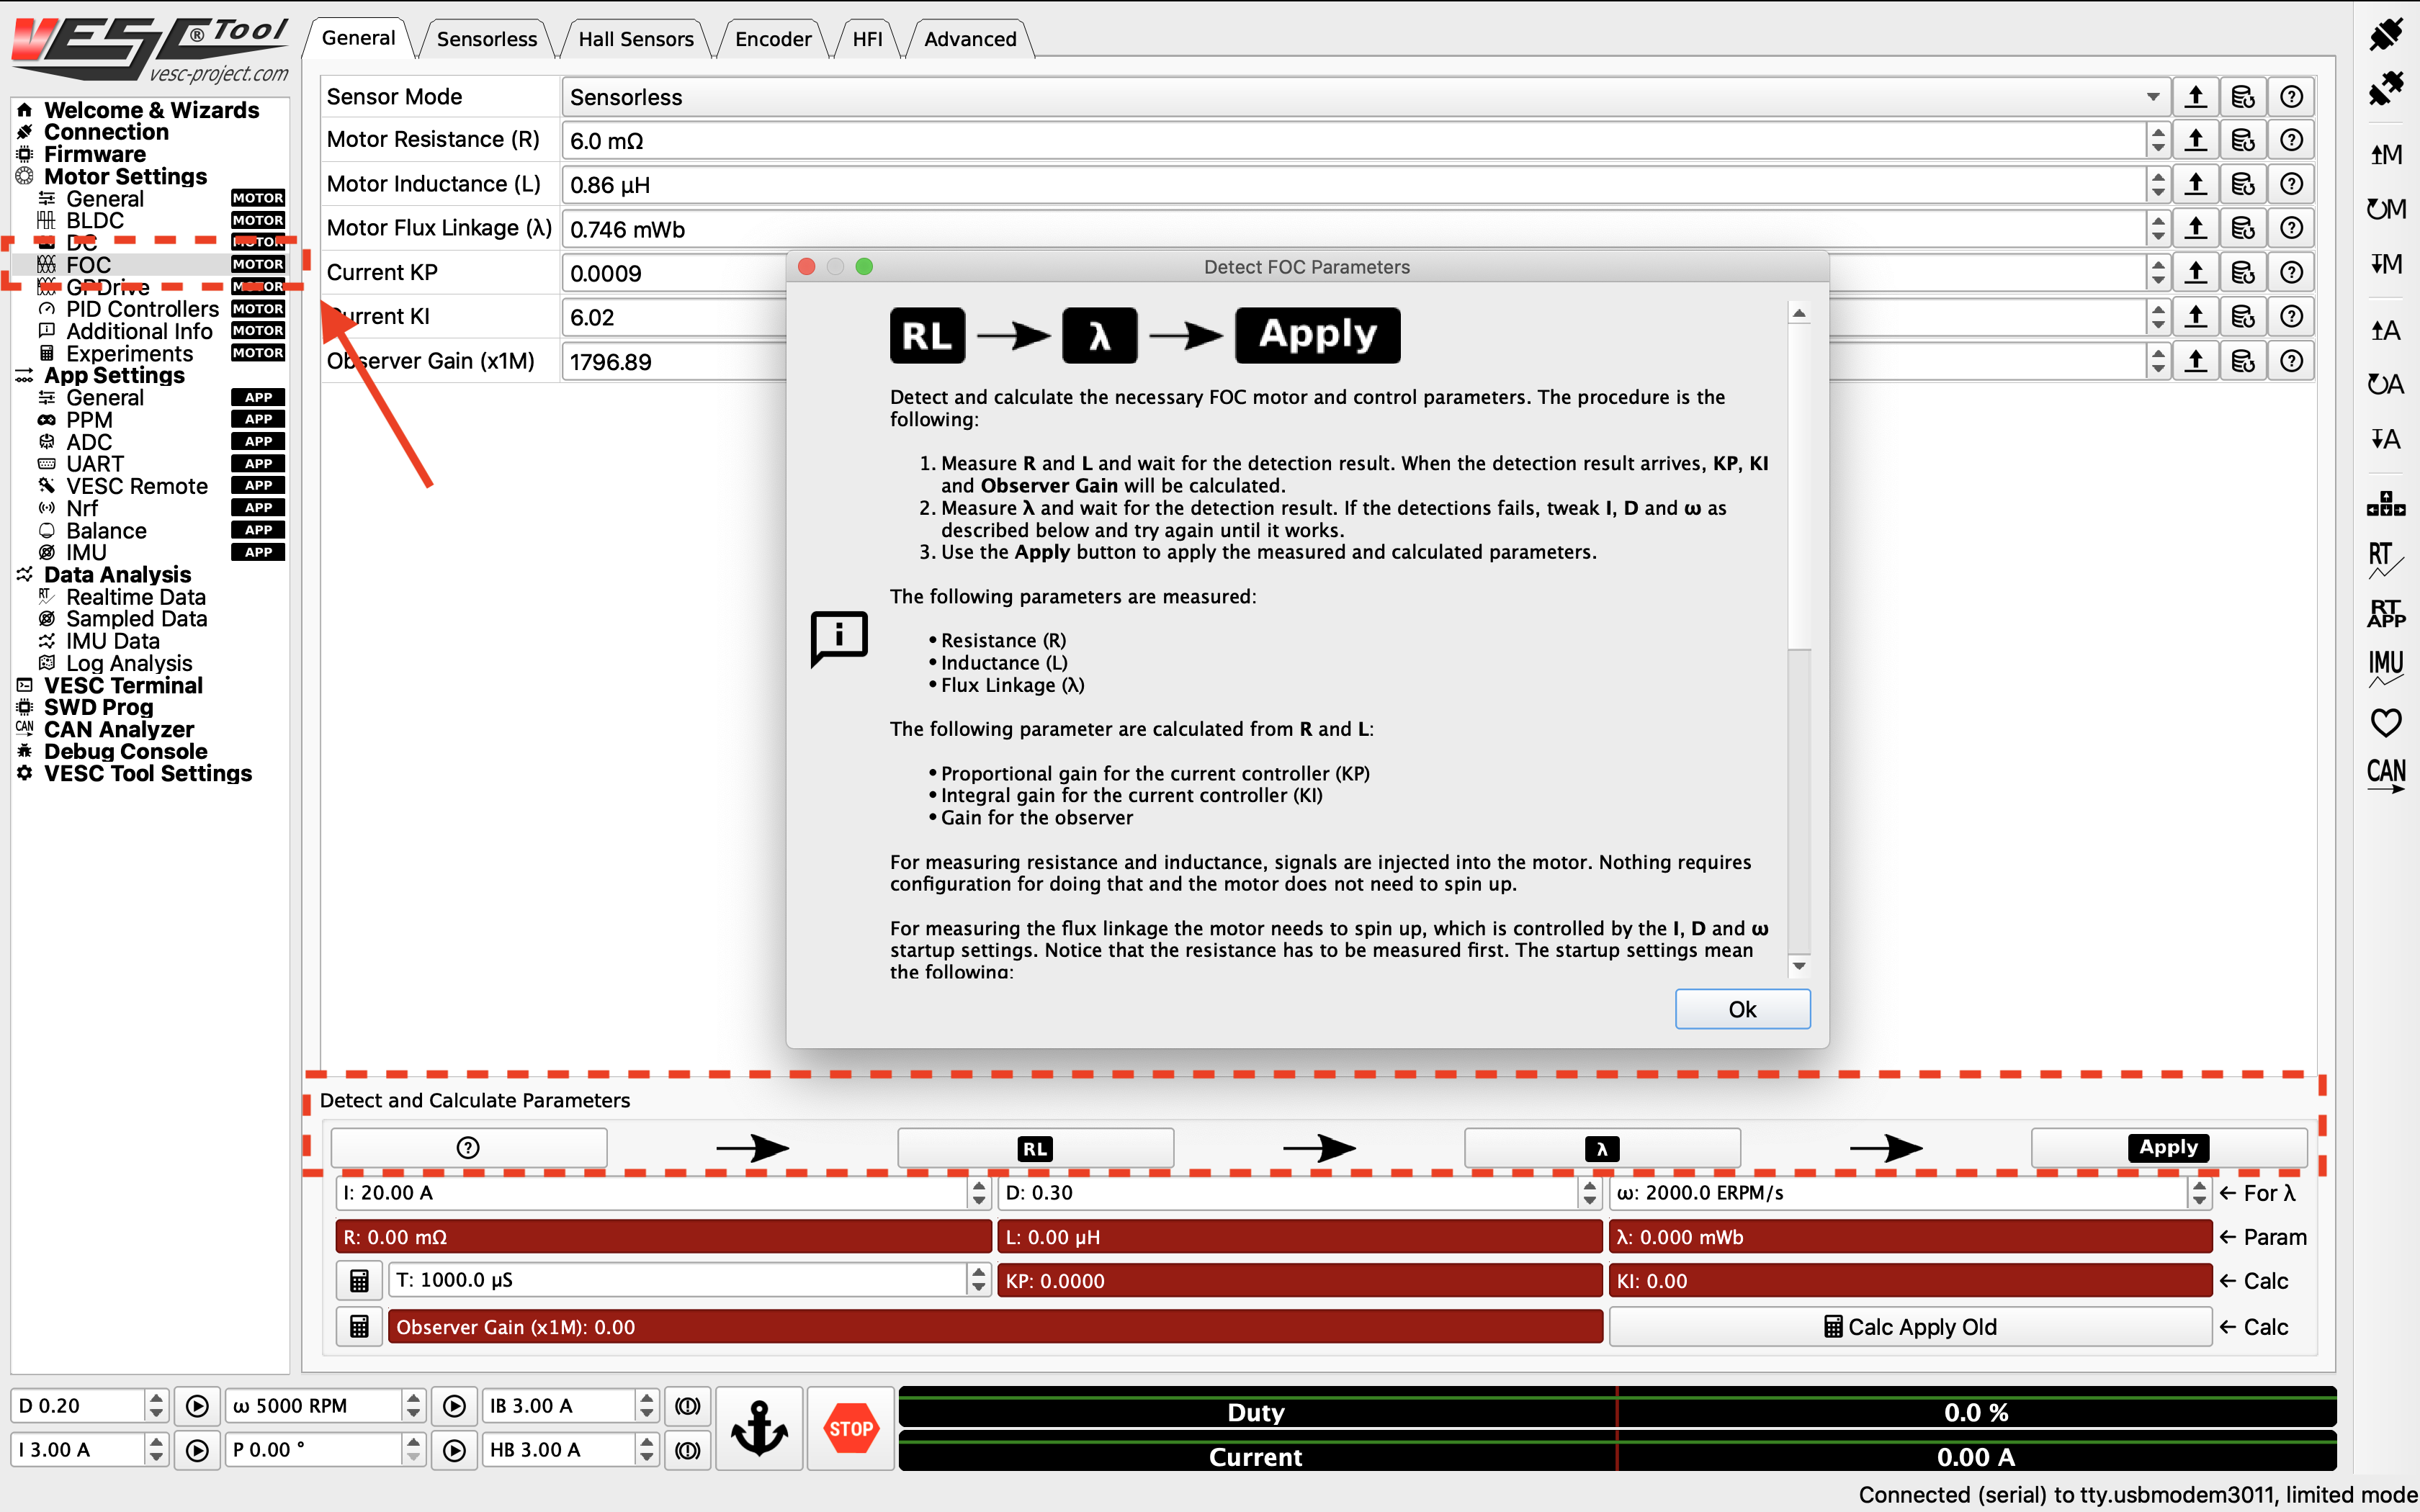 VESC® Tool
vesc-project.com
General
Sensorless
Hall Sensors
Encoder
HFI
Advanced
Welcome & Wizards
Connection
Firmware
Motor Settings
General MOTOR
BLDC MOTOR
DC MOTOR
FOC MOTOR
GPDrive MOTOR
PID Controllers MOTOR
Additional Info MOTOR
Experiments MOTOR
App Settings
General APP
PPM APP
ADC APP
UART APP
VESC Remote APP
Nrf APP
Balance APP
IMU APP
Data Analysis
RT Realtime Data
Sampled Data
IMU Data
Log Analysis
VESC Terminal
SWD Prog
CAN CAN Analyzer
Debug Console
VESC Tool Settings
Sensor Mode Sensorless
Motor Resistance (R) 6.0 mΩ
Motor Inductance (L) 0.86 µH
Motor Flux Linkage (λ) 0.746 mWb
Current KP 0.0009
Current KI 6.02
Observer Gain (x1M) 1796.89
Detect FOC Parameters
RL λ Apply
Detect and calculate the necessary FOC motor and control parameters. The procedure is the
following:
1. Measure R and L and wait for the detection result. When the detection result arrives, KP, KI
and Observer Gain will be calculated.
2. Measure λ and wait for the detection result. If the detections fails, tweak I, D and ω as
described below and try again until it works.
3. Use the Apply button to apply the measured and calculated parameters.
The following parameters are measured:
• Resistance (R)
• Inductance (L)
• Flux Linkage (λ)
The following parameter are calculated from R and L:
• Proportional gain for the current controller (KP)
• Integral gain for the current controller (KI)
• Gain for the observer
For measuring resistance and inductance, signals are injected into the motor. Nothing requires
configuration for doing that and the motor does not need to spin up.
For measuring the flux linkage the motor needs to spin up, which is controlled by the I, D and ω
startup settings. Notice that the resistance has to be measured first. The startup settings mean
the following:
Ok
Detect and Calculate Parameters
RL λ Apply
I: 20.00 A D: 0.30 ω: 2000.0 ERPM/s ← For λ
R: 0.00 mΩ L: 0.00 µH λ: 0.000 mWb ← Param
T: 1000.0 µS KP: 0.0000 KI: 0.00 ← Calc
Observer Gain (x1M): 0.00 Calc Apply Old ← Calc
D 0.20 ω 5000 RPM IB 3.00 A
I 3.00 A P 0.00 ° HB 3.00 A
STOP
Duty 0.0 %
Current 0.00 A
Connected (serial) to tty.usbmodem3011, limited mode
M
M
M
A
A
A
RT
RT
APP
IMU
CAN